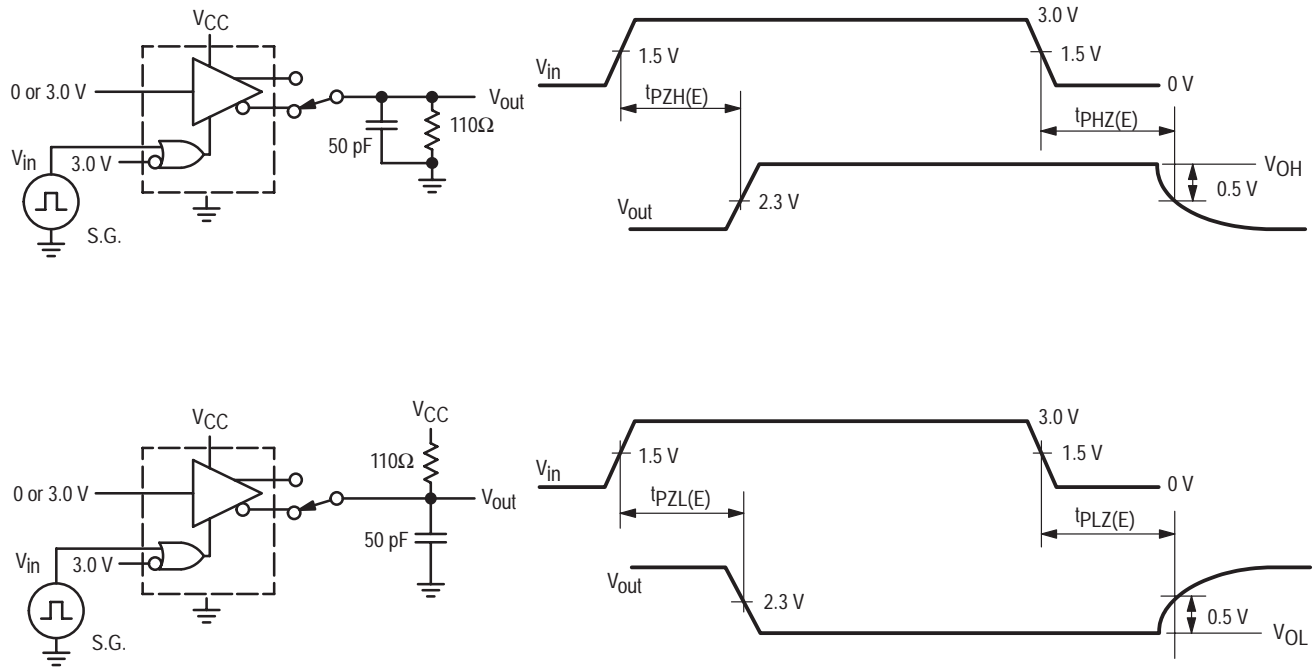 VCC
0 or 3.0 V
Vin
3.0 V
S.G.
50 pF
110Ω
Vout
Vin
1.5 V
tPZH(E)
3.0 V
1.5 V
0 V
tPHZ(E)
Vout
2.3 V
VOH
0.5 V
VCC
0 or 3.0 V
Vin
3.0 V
S.G.
VCC
110Ω
Vout
50 pF
Vin
1.5 V
tPZL(E)
3.0 V
1.5 V
0 V
tPLZ(E)
Vout
2.3 V
0.5 V
VOL